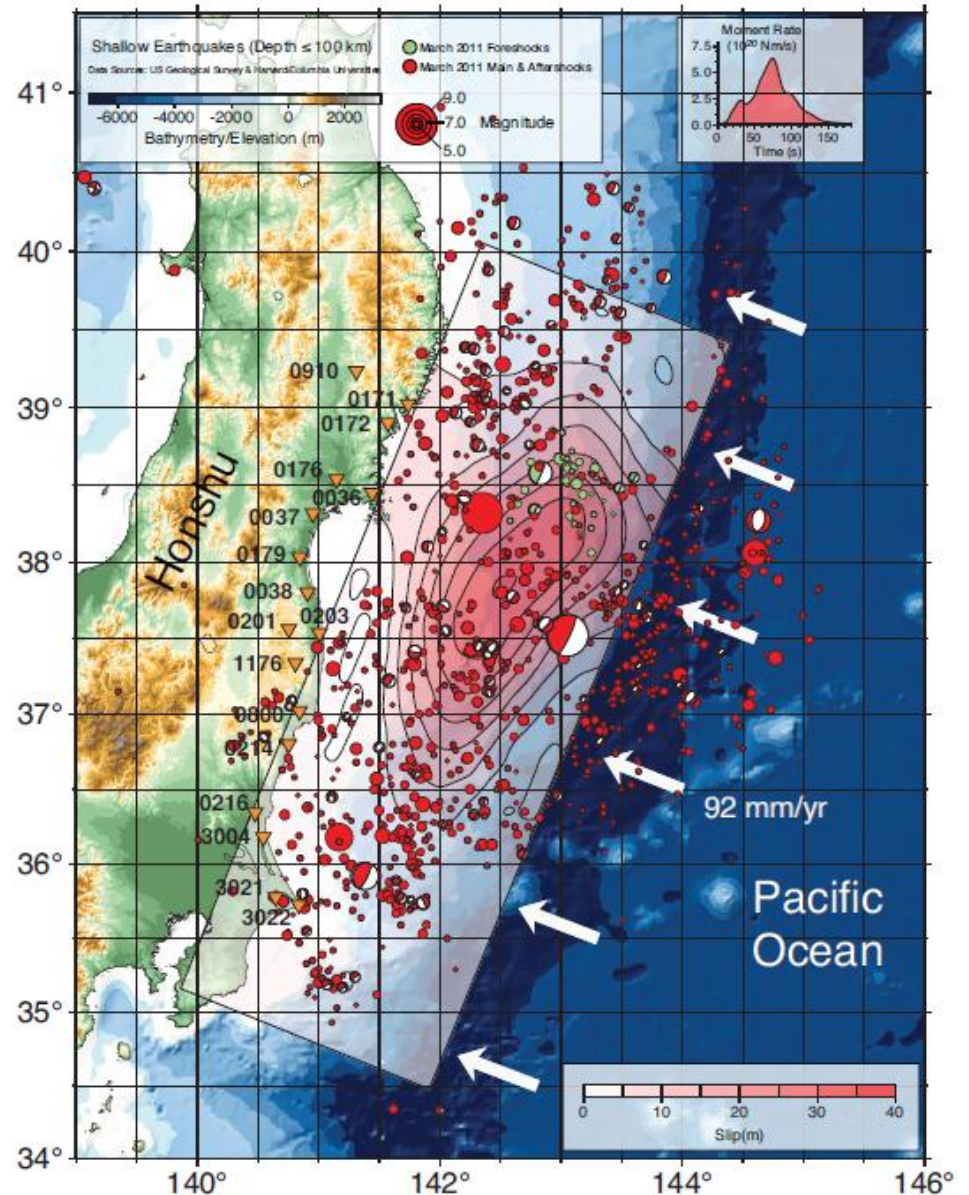 Shallow Earthquakes (Depth ≤ 100 km)
Data Sources: US Geological Survey & Harvard/Columbia Universities
-6000 -4000 -2000 0 2000
Bathymetry/Elevation (m)
March 2011 Foreshocks
March 2011 Main & Aftershocks
9.0
7.0 Magnitude
5.0
Moment Rate
(10²⁰ Nm/s)
7.5
5.0
2.5
0.0
0 50 100 150
Time (s)
41°
40°
39°
38°
37°
36°
35°
34°
0910
0171
0172
0176
0036
0037
0179
0038
0201
0203
1176
0800
0214
0216
3004
3021
3022
Honshu
92 mm/yr
Pacific
Ocean
0 10 20 30 40
Slip(m)
140° 142° 144° 146°